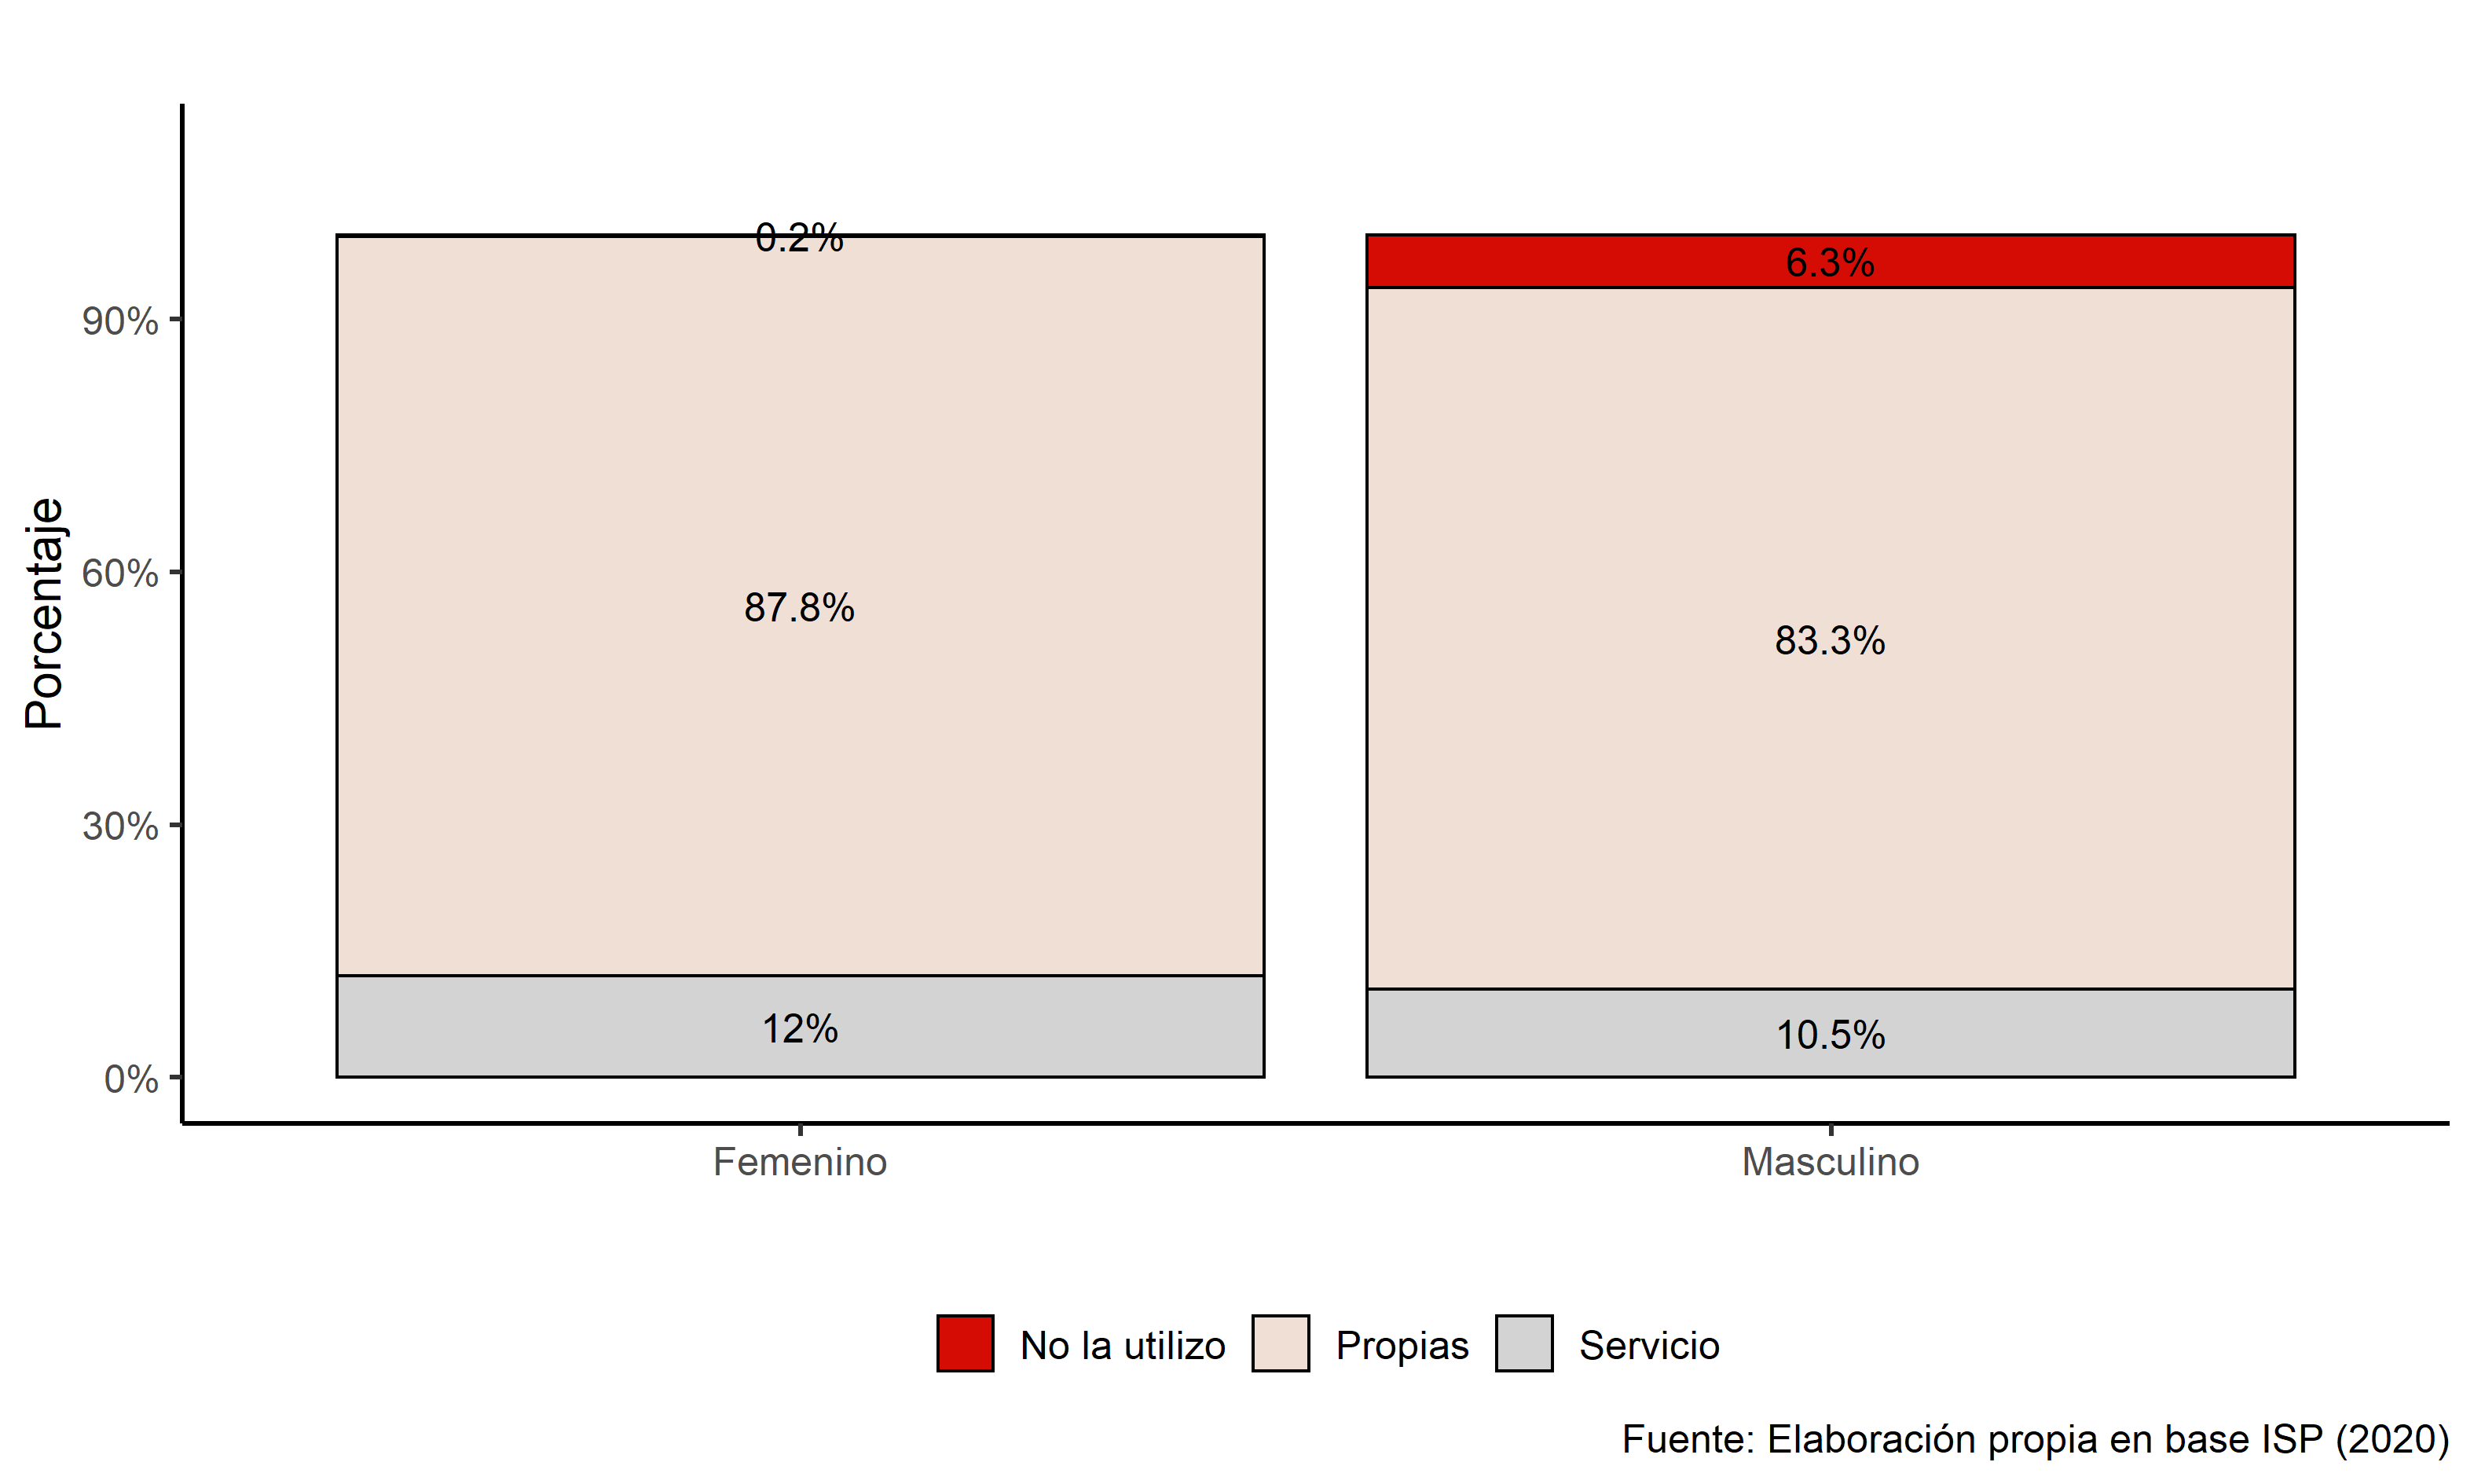 Porcentaje
90%
60%
30%
0%
0.2%
87.8%
12%
6.3%
83.3%
10.5%
Femenino
Masculino
No la utilizo
Propias
Servicio
Fuente: Elaboración propia en base ISP (2020)